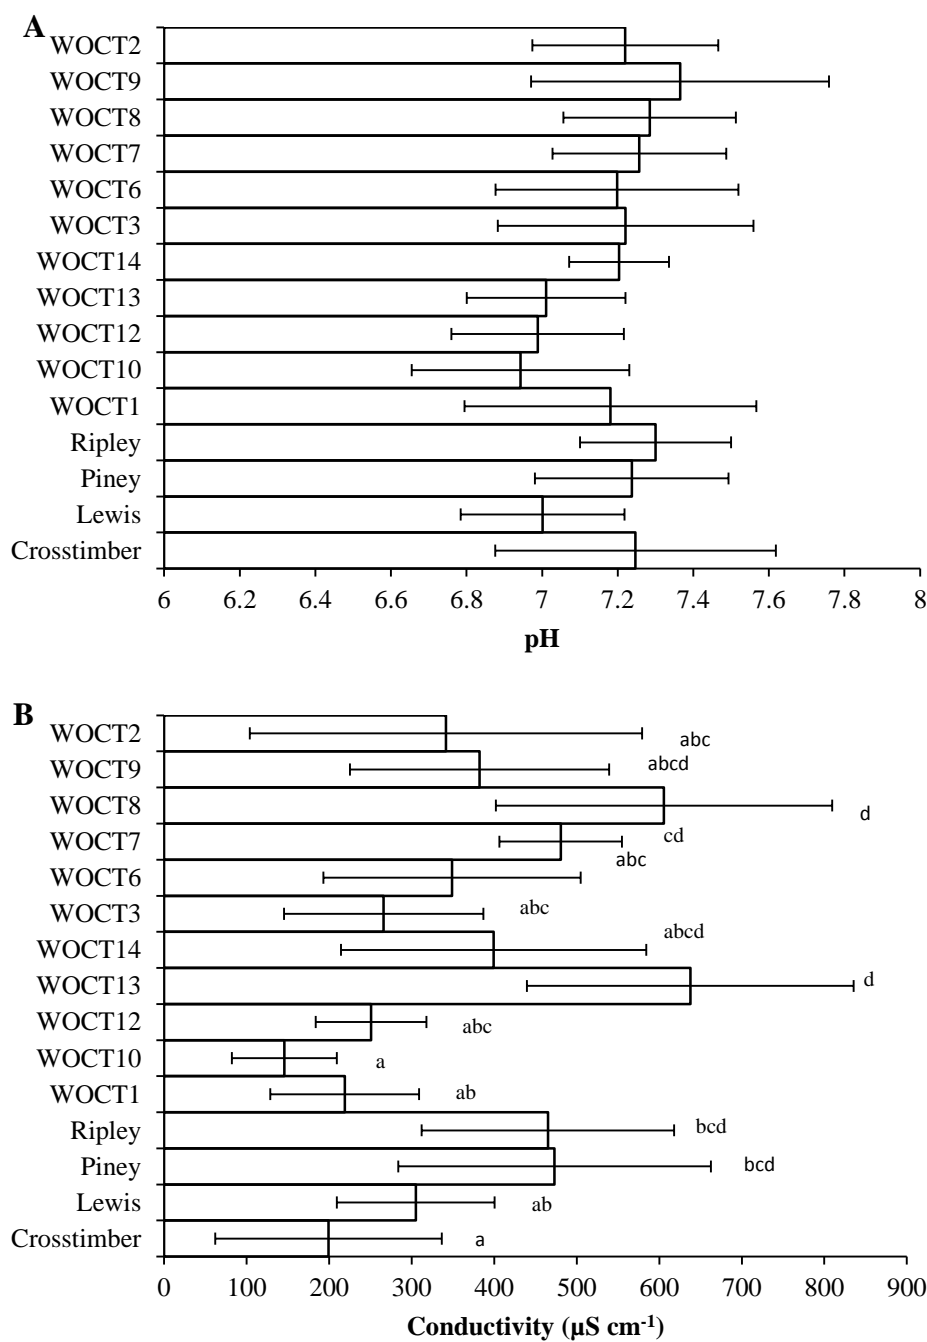 A
WOCT2
WOCT9
WOCT8
WOCT7
WOCT6
WOCT3
WOCT14
WOCT13
WOCT12
WOCT10
WOCT1
Ripley
Piney
Lewis
Crosstimber
6 6.2 6.4 6.6 6.8 7 7.2 7.4 7.6 7.8 8
pH
B
WOCT2 abc
WOCT9 abcd
WOCT8 d
WOCT7 cd
WOCT6 abc
WOCT3 abc
WOCT14 abcd
WOCT13 d
WOCT12 abc
WOCT10 a
WOCT1 ab
Ripley bcd
Piney bcd
Lewis ab
Crosstimber a
0 100 200 300 400 500 600 700 800 900
Conductivity (µS cm⁻¹)